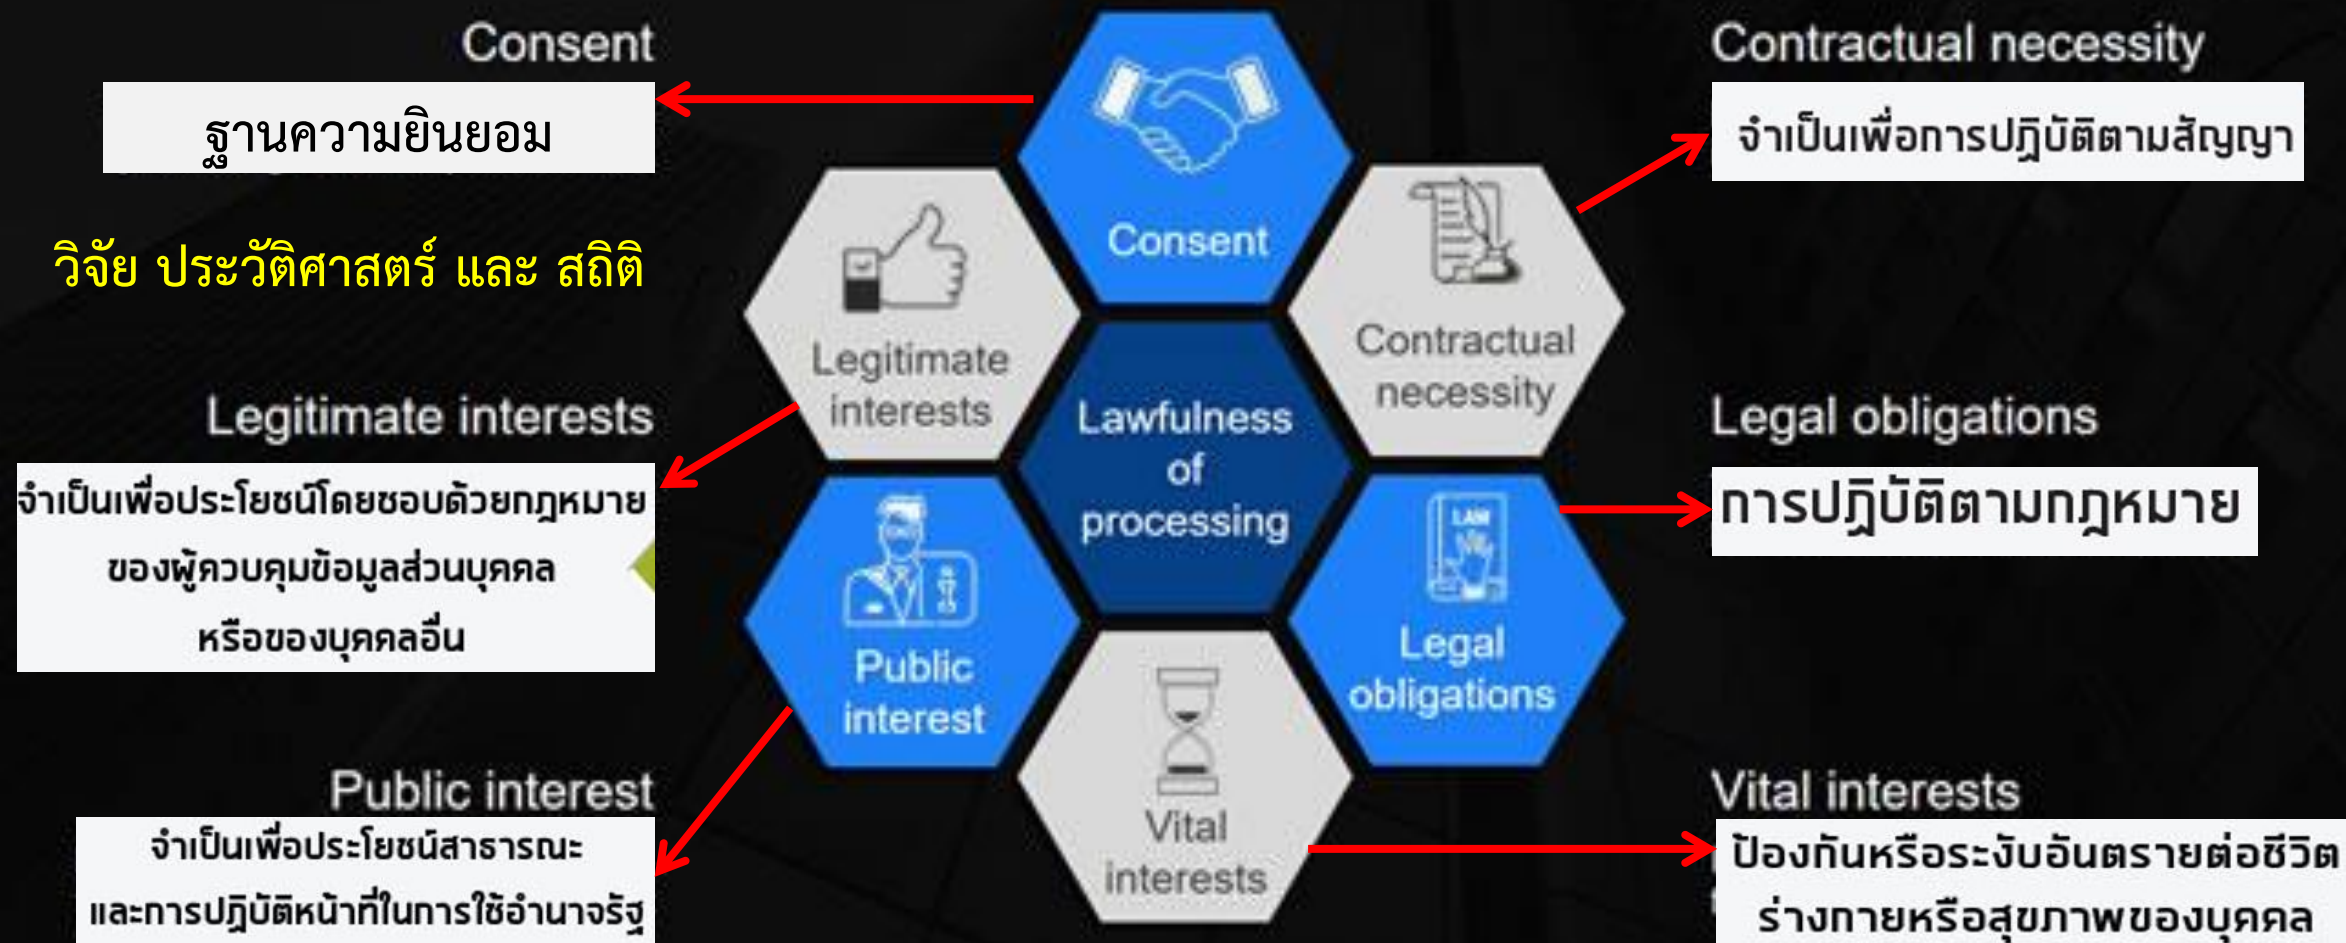 Consent
ฐานความยินยอม
วิจัย ประวัติศาสตร์ และ สถิติ
Legitimate interests
จำเป็นเพื่อประโยชน์โดยชอบด้วยกฎหมาย
ของผู้ควบคุมข้อมูลส่วนบุคคล
หรือของบุคคลอื่น
Public interest
จำเป็นเพื่อประโยชน์สาธารณะ
และการปฏิบัติหน้าที่ในการใช้อำนาจรัฐ
Consent
Legitimate
interests
Contractual
necessity
Lawfulness
of
processing
Public
interest
LAW
Legal
obligations
Vital
interests
Contractual necessity
จำเป็นเพื่อการปฏิบัติตามสัญญา
Legal obligations
การปฏิบัติตามกฎหมาย
Vital interests
ป้องกันหรือระงับอันตรายต่อชีวิต
ร่างกายหรือสุขภาพของบุคคล